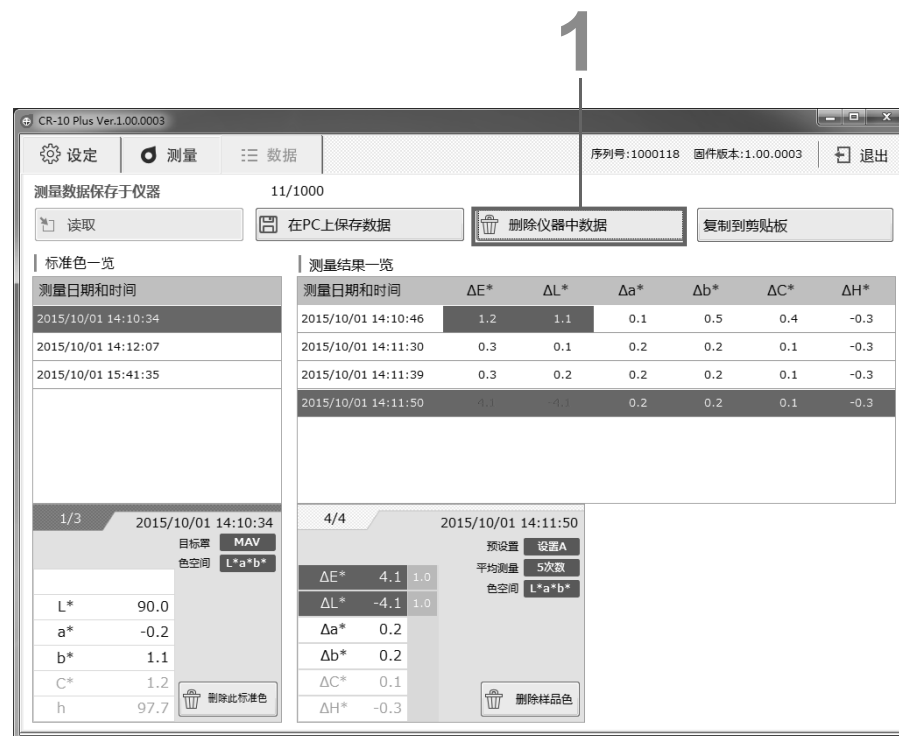 1
CR-10 Plus Ver.1.00.0003
设定 测量 数据 序列号:1000118 固件版本:1.00.0003 退出
测量数据保存于仪器 11/1000
读取 在PC上保存数据 删除仪器中数据 复制到剪贴板
标准色一览 测量结果一览
测量日期和时间 测量日期和时间 ΔE* ΔL* Δa* Δb* ΔC* ΔH*
2015/10/01 14:10:34 2015/10/01 14:10:46 1.2 1.1 0.1 0.5 0.4 -0.3
2015/10/01 14:12:07 2015/10/01 14:11:30 0.3 0.1 0.2 0.2 0.1 -0.3
2015/10/01 15:41:35 2015/10/01 14:11:39 0.3 0.2 0.2 0.2 0.1 -0.3
2015/10/01 14:11:50 4.1 -4.1 0.2 0.2 0.1 -0.3
1/3 2015/10/01 14:10:34
目标罩 MAV
色空间 L*a*b*
L* 90.0
a* -0.2
b* 1.1
C* 1.2
h 97.7
删除此标准色
4/4 2015/10/01 14:11:50
预设置 设置A
平均测量 5次数
色空间 L*a*b*
ΔE* 4.1 1.0
ΔL* -4.1 1.0
Δa* 0.2
Δb* 0.2
ΔC* 0.1
ΔH* -0.3
删除样品色